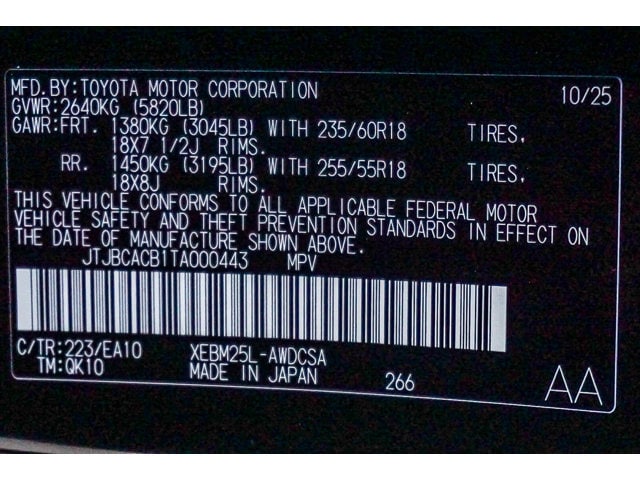 MFD.BY:TOYOTA MOTOR CORPORATION 10/25
GVWR:2640KG (5820LB)
GAWR:FRT. 1380KG (3045LB) WITH 235/60R18 TIRES,
18X7 1/2J RIMS.
RR. 1450KG (3195LB) WITH 255/55R18 TIRES,
18X8J RIMS.
THIS VEHICLE CONFORMS TO ALL APPLICABLE FEDERAL MOTOR
VEHICLE SAFETY AND THEFT PREVENTION STANDARDS IN EFFECT ON
THE DATE OF MANUFACTURE SHOWN ABOVE.
JTJBCACB1TA000443 MPV
C/TR:223/EA10 XEBM25L-AWDCSA
TM:QK10 MADE IN JAPAN 266 AA